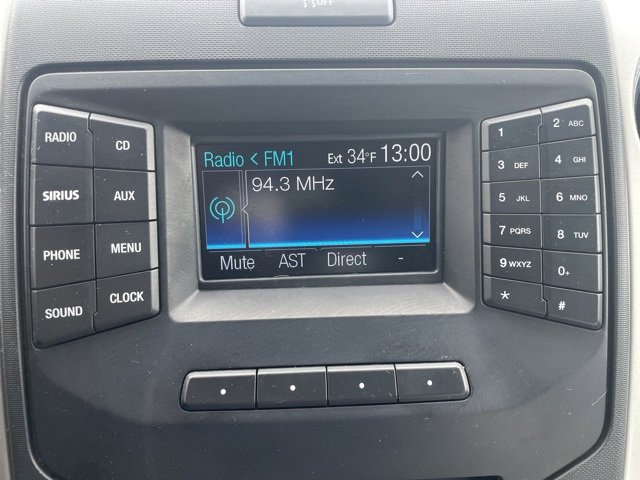 OFF
RADIO
CD
SIRIUS
AUX
PHONE
MENU
SOUND
CLOCK
Radio < FM1 Ext 34°F 13:00
94.3 MHz
Mute AST Direct -
1
2 ABC
3 DEF
4 GHI
5 JKL
6 MNO
7 PQRS
8 TUV
9 WXYZ
0+
*
#